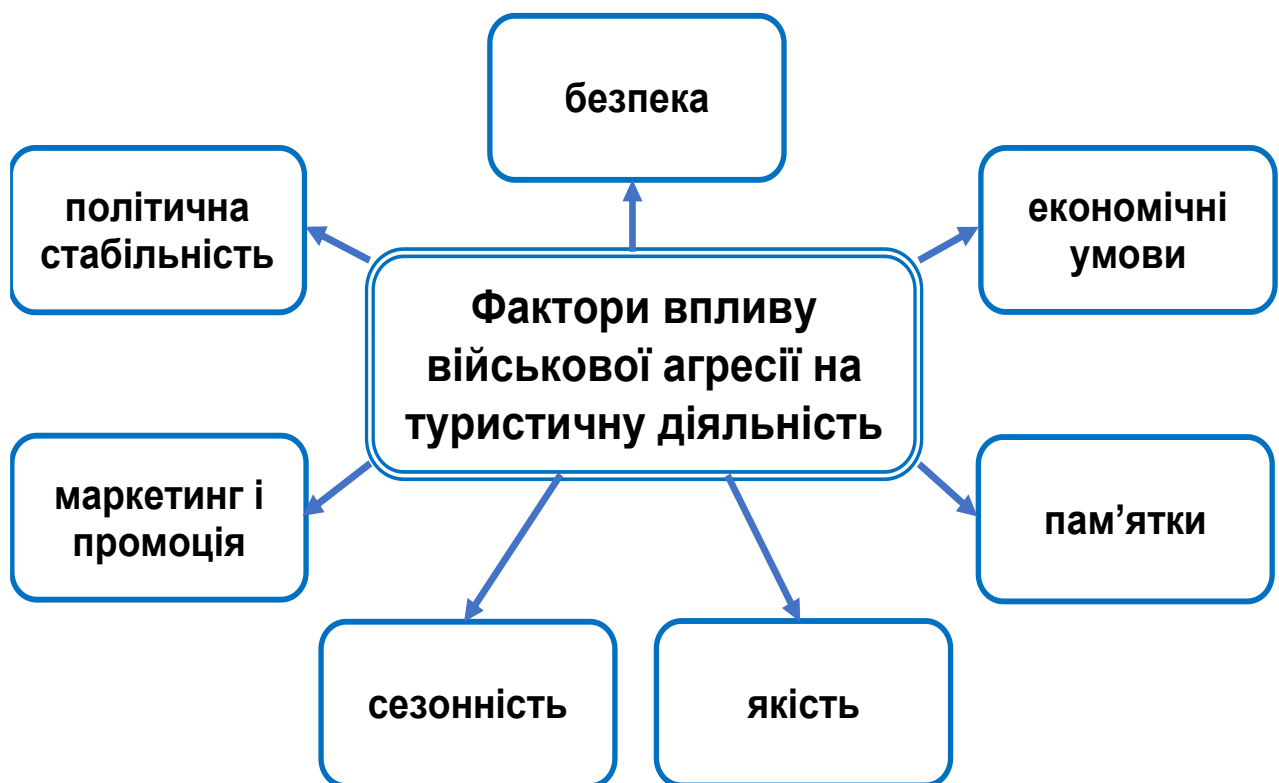 безпека
політична
стабільність
економічні
умови
Фактори впливу
військової агресії на
туристичну діяльність
маркетинг і
промоція
пам’ятки
сезонність
якість